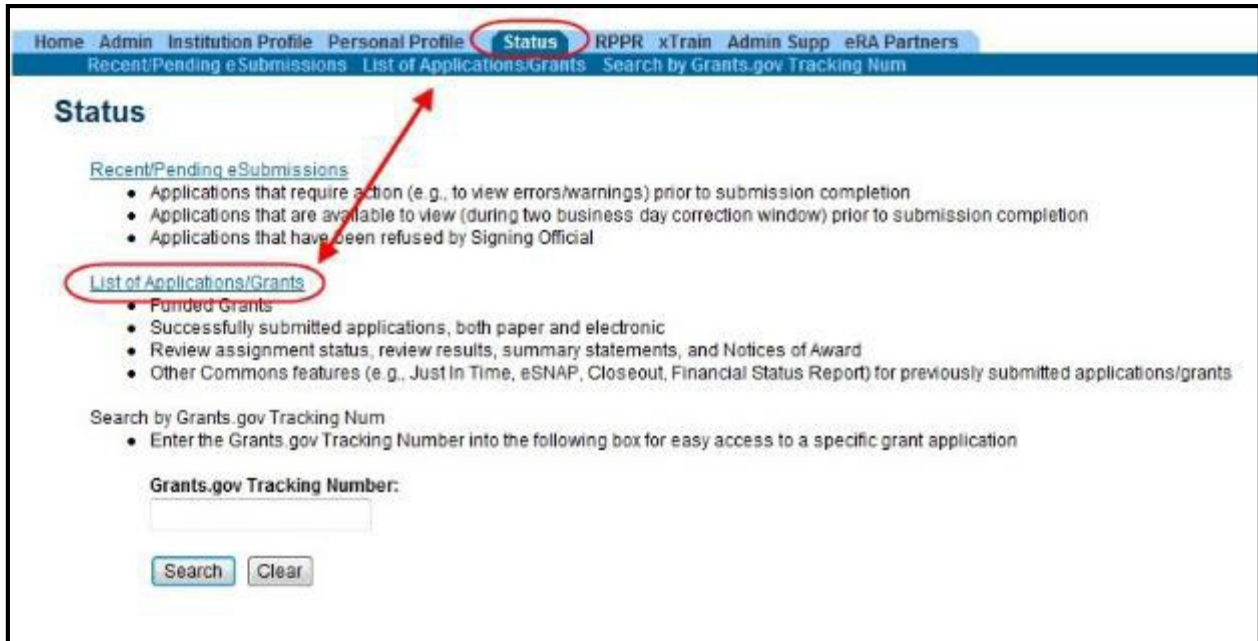 Home Admin Institution Profile Personal Profile Status RPPR xTrain Admin Supp eRA Partners
Recent/Pending eSubmissions List of Applications/Grants Search by Grants.gov Tracking Num
Status
Recent/Pending eSubmissions
• Applications that require action (e.g., to view errors/warnings) prior to submission completion
• Applications that are available to view (during two business day correction window) prior to submission completion
• Applications that have been refused by Signing Official
List of Applications/Grants
• Funded Grants
• Successfully submitted applications, both paper and electronic
• Review assignment status, review results, summary statements, and Notices of Award
• Other Commons features (e.g., Just In Time, eSNAP, Closeout, Financial Status Report) for previously submitted applications/grants
Search by Grants.gov Tracking Num
• Enter the Grants.gov Tracking Number into the following box for easy access to a specific grant application
Grants.gov Tracking Number:
Search Clear